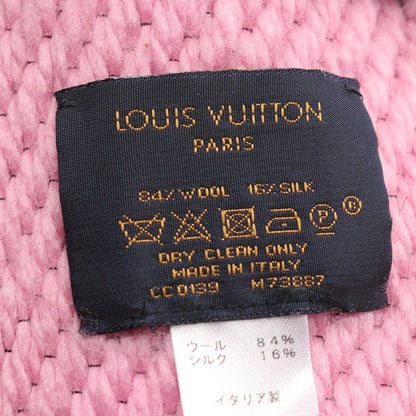 LOUIS VUITTON
PARIS
84% WOOL 16% SILK
P
DRY CLEAN ONLY
MADE IN ITALY
CC0139 M73887
ウール 84%
シルク 16%
イタリア製